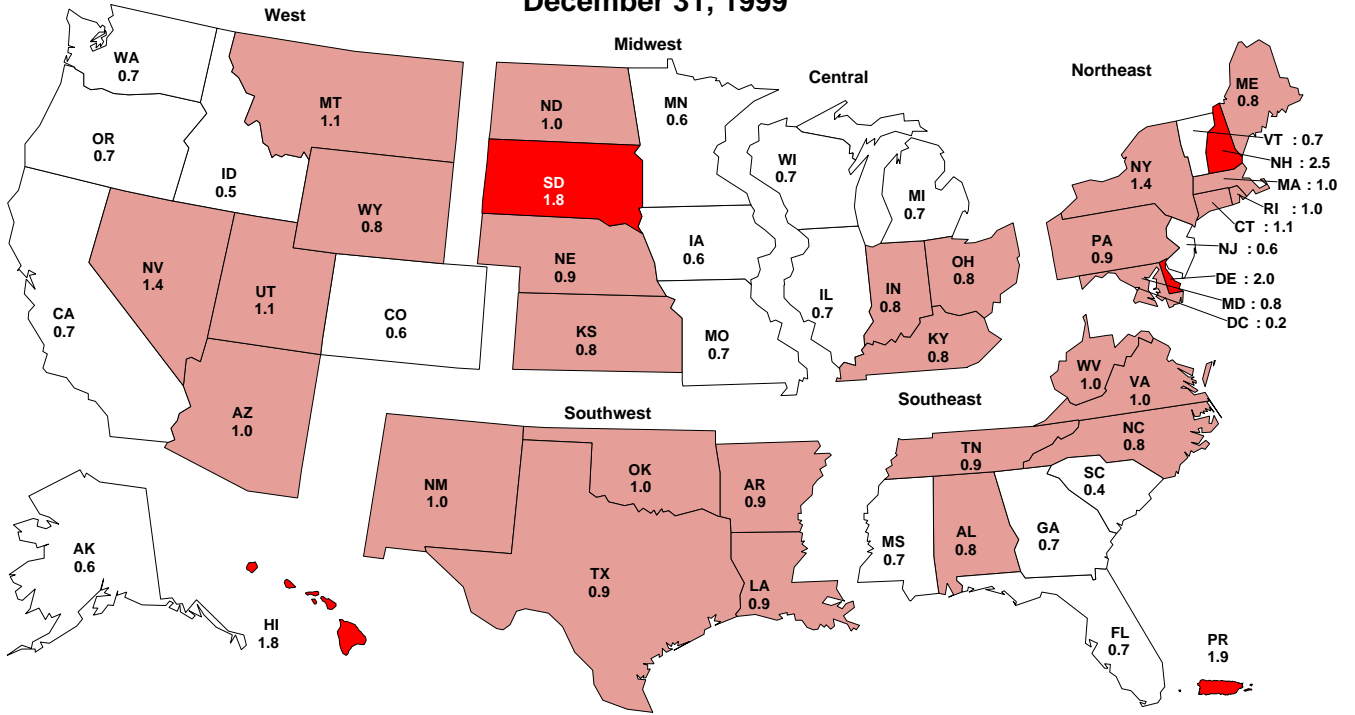 December 31, 1999
West
Midwest
Central
Northeast
WA
0.7
OR
0.7
ID
0.5
MT
1.1
WY
0.8
NV
1.4
UT
1.1
CA
0.7
CO
0.6
AZ
1.0
AK
0.6
HI
1.8
ND
1.0
SD
1.8
NE
0.9
KS
0.8
MN
0.6
IA
0.6
MO
0.7
WI
0.7
MI
0.7
IL
0.7
IN
0.8
OH
0.8
KY
0.8
ME
0.8
NY
1.4
PA
0.9
VT : 0.7
NH : 2.5
MA : 1.0
RI : 1.0
CT : 1.1
NJ : 0.6
DE : 2.0
MD : 0.8
DC : 0.2
Southwest
NM
1.0
OK
1.0
AR
0.9
TX
0.9
LA
0.9
Southeast
WV
1.0
VA
1.0
NC
0.8
TN
0.9
SC
0.4
MS
0.7
AL
0.8
GA
0.7
FL
0.7
PR
1.9